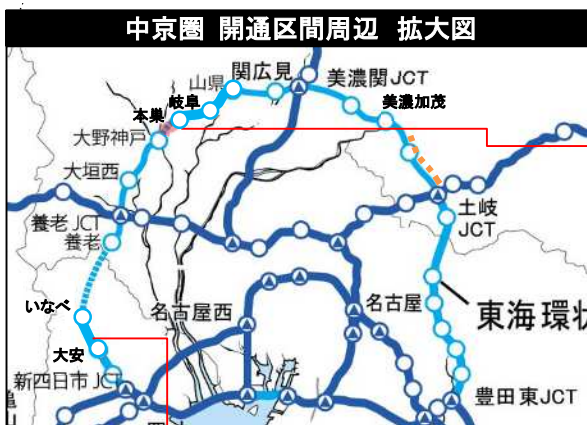 中京圏 開通区間周辺 拡大図
関広見
山県
美濃関JCT
岐阜
本巣
美濃加茂
大野神戸
大垣西
土岐
JCT
養老JCT
養老
いなべ
名古屋西
名古屋
東海環状
大安
新四日市JCT
豊田東JCT
亀
山